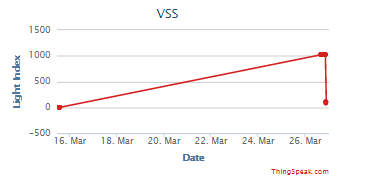 VSS
1500
1000
500
0
-500
Light Index
16. Mar 18. Mar 20. Mar 22. Mar 24. Mar 26. Mar
Date
ThingSpeak.com